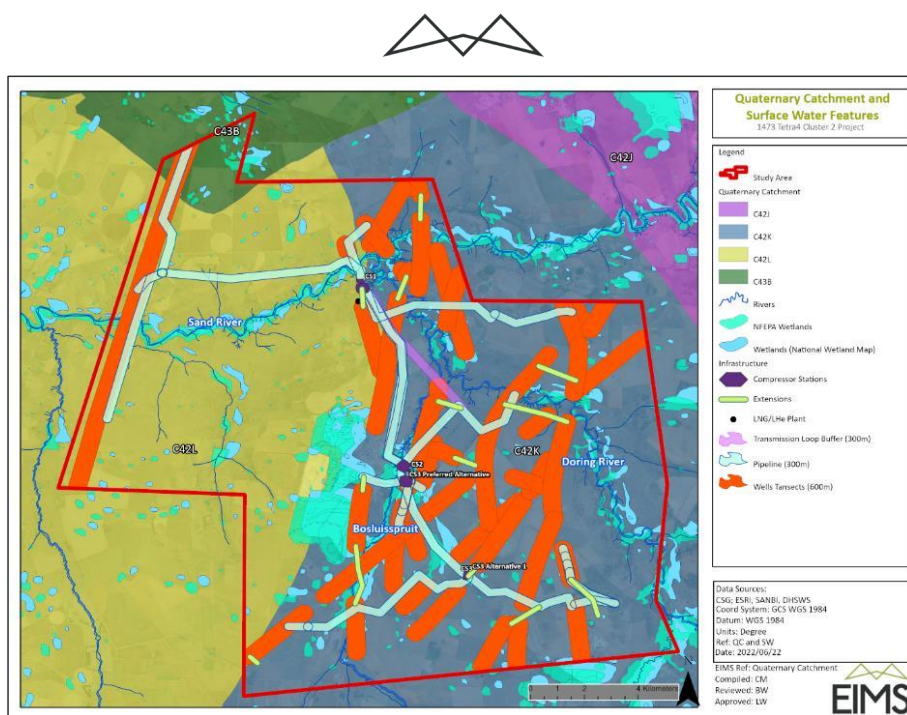 Quaternary Catchment and
Surface Water Features
1473 Tetra4 Cluster 2 Project
Legend
Study Area
Quaternary Catchment
C42J
C42K
C42L
C43B
Rivers
NFEPA Wetlands
Wetlands (National Wetland Map)
Infrastructure
Compressor Stations
Extensions
LNG/LHe Plant
Transmission Loop Buffer (300m)
Pipeline (300m)
Wells Tansects (600m)
Data Sources:
CSG; ESRI, SANBI, DHSWS
Coord System: GCS WGS 1984
Datum: WGS 1984
Units: Degree
Ref: QC and SW
Date: 2022/06/22
EIMS Ref: Quaternary Catchment
Compiled: CM
Reviewed: BW
Approved: LW
EIMS
C43B
C42J
CS1
Sand River
C42L
C42K
CS2
CS3 Preferred Alternative
Doring River
Bosluisspruit
CS3 Alternative 1
0 1 2 4 Kilometers